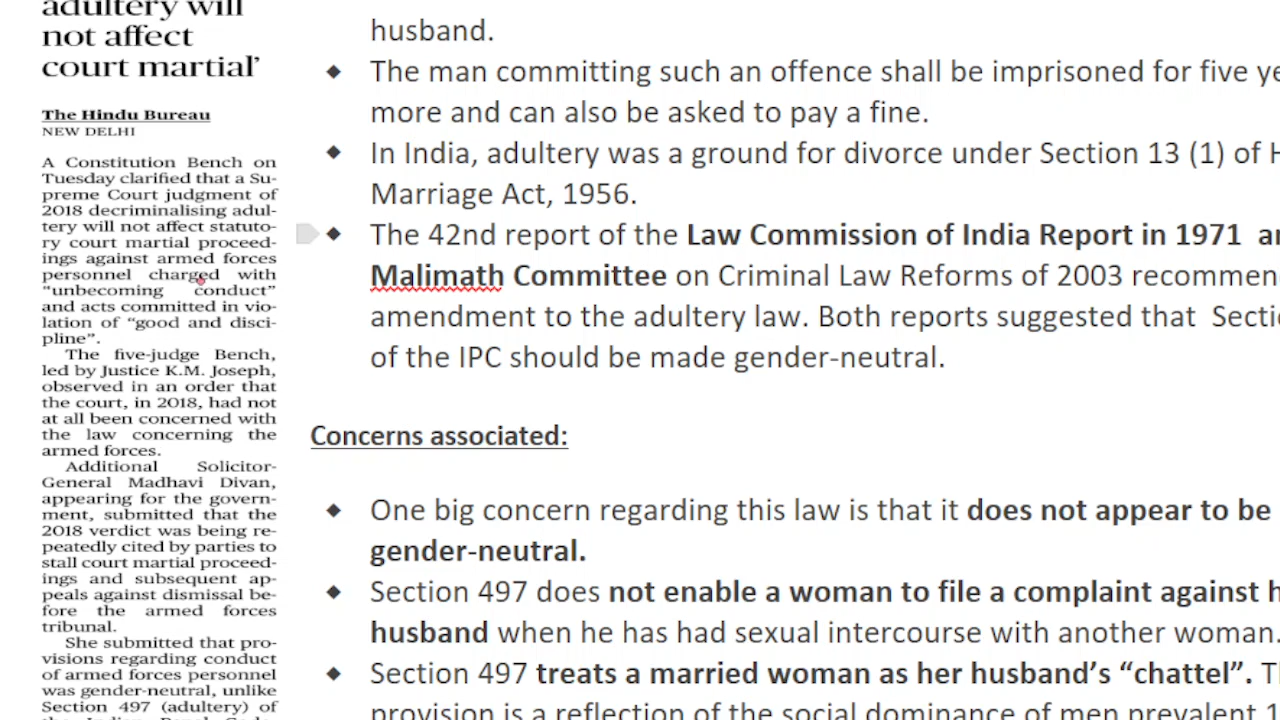 adultery will
not affect
court martial’
The Hindu Bureau
NEW DELHI
A Constitution Bench on
Tuesday clarified that a Su-
preme Court judgment of
2018 decriminalising adul-
tery will not affect statuto-
ry court martial proceed-
ings against armed forces
personnel charged with
“unbecoming conduct”
and acts committed in vio-
lation of “good and disci-
pline”.
The five-judge Bench,
led by Justice K.M. Joseph,
observed in an order that
the court, in 2018, had not
at all been concerned with
the law concerning the
armed forces.
Additional Solicitor-
General Madhavi Divan,
appearing for the govern-
ment, submitted that the
2018 verdict was being re-
peatedly cited by parties to
stall court martial proceed-
ings and subsequent ap-
peals against dismissal be-
fore the armed forces
tribunal.
She submitted that pro-
visions regarding conduct
of armed forces personnel
was gender-neutral, unlike
Section 497 (adultery) of
husband.
◆ The man committing such an offence shall be imprisoned for five ye
more and can also be asked to pay a fine.
◆ In India, adultery was a ground for divorce under Section 13 (1) of H
Marriage Act, 1956.
◆ The 42nd report of the Law Commission of India Report in 1971 a
Malimath Committee on Criminal Law Reforms of 2003 recommen
amendment to the adultery law. Both reports suggested that Secti
of the IPC should be made gender-neutral.
Concerns associated:
◆ One big concern regarding this law is that it does not appear to be
gender-neutral.
◆ Section 497 does not enable a woman to file a complaint against h
husband when he has had sexual intercourse with another woman.
◆ Section 497 treats a married woman as her husband’s “chattel”. Th
provision is a reflection of the social dominance of men prevalent 1